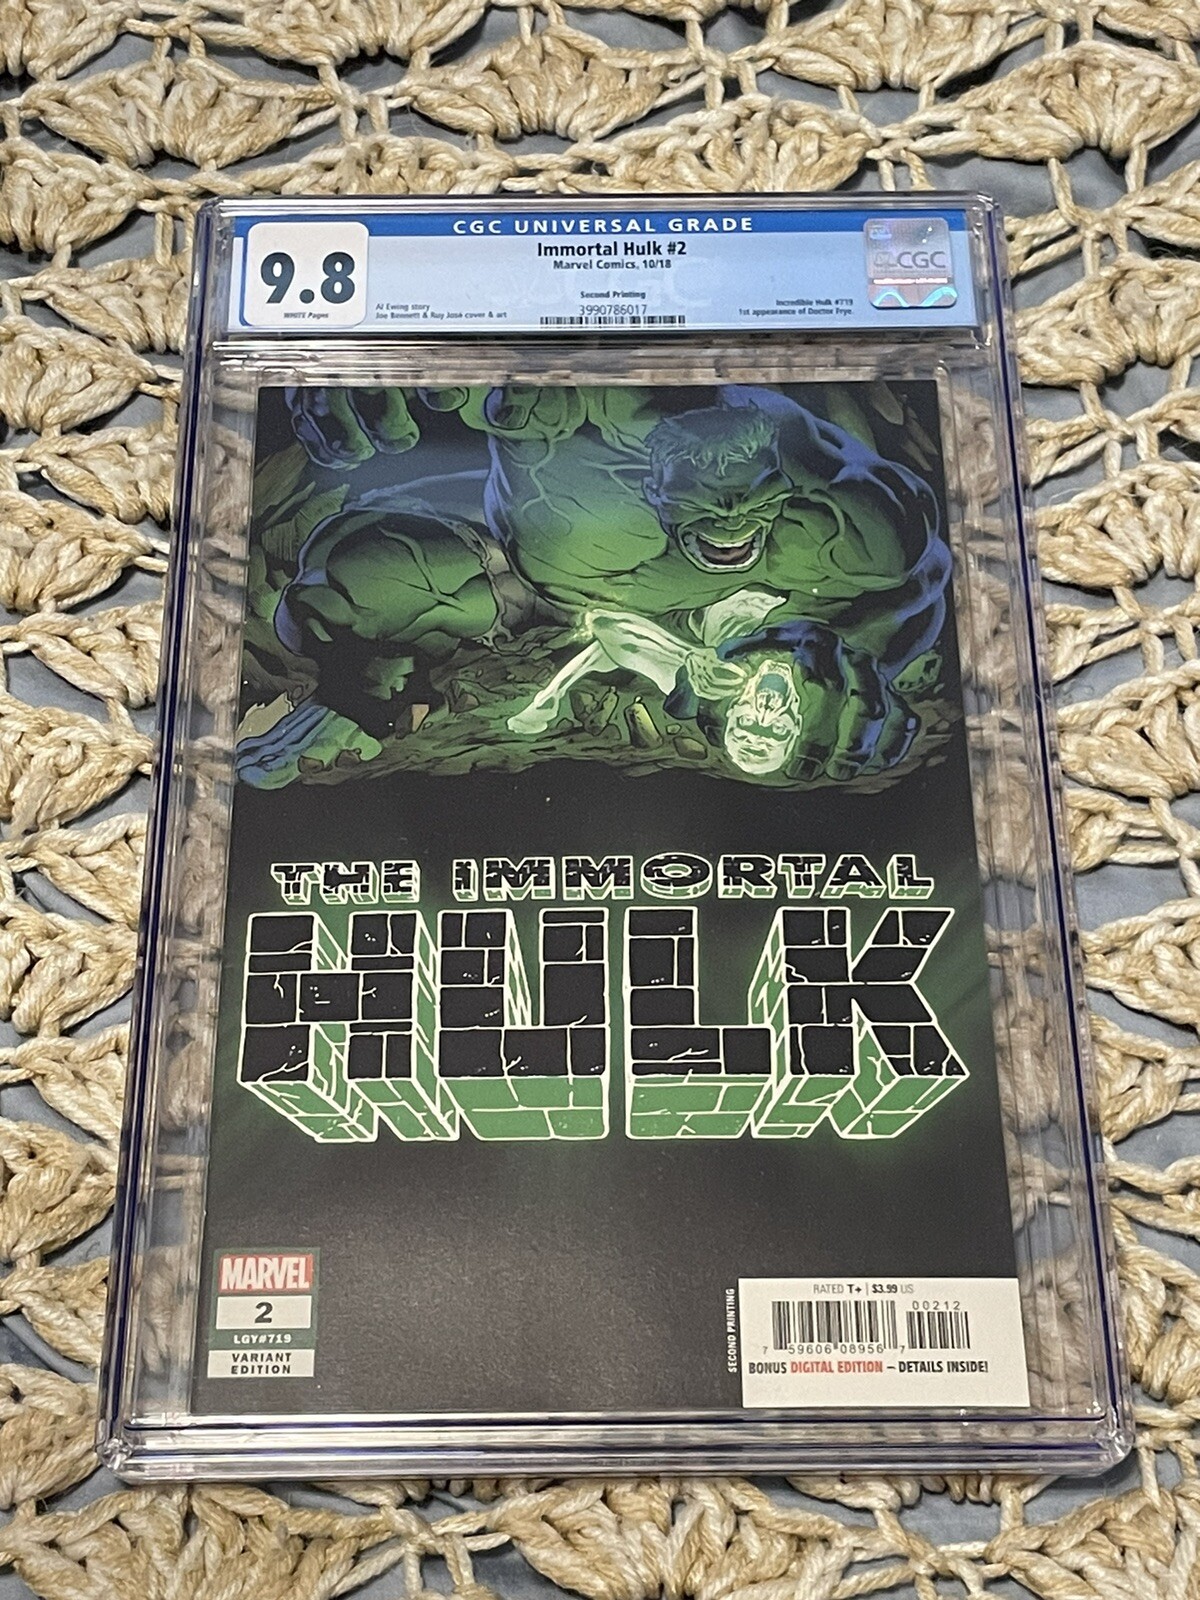 CGC UNIVERSAL GRADE
9.8
WHITE Pages
Immortal Hulk #2
Marvel Comics, 10/18
Second Printing
3990786017
Al Ewing story
Joe Bennett & Ruy José cover & art
Incredible Hulk #719
1st appearance of Doctor Frye.
CGC
THE IMMORTAL
HULK
MARVEL
2
LGY#719
VARIANT
EDITION
SECOND PRINTING
RATED T+ | $3.99 US
00212
7 59606 08956 7
BONUS DIGITAL EDITION – DETAILS INSIDE!